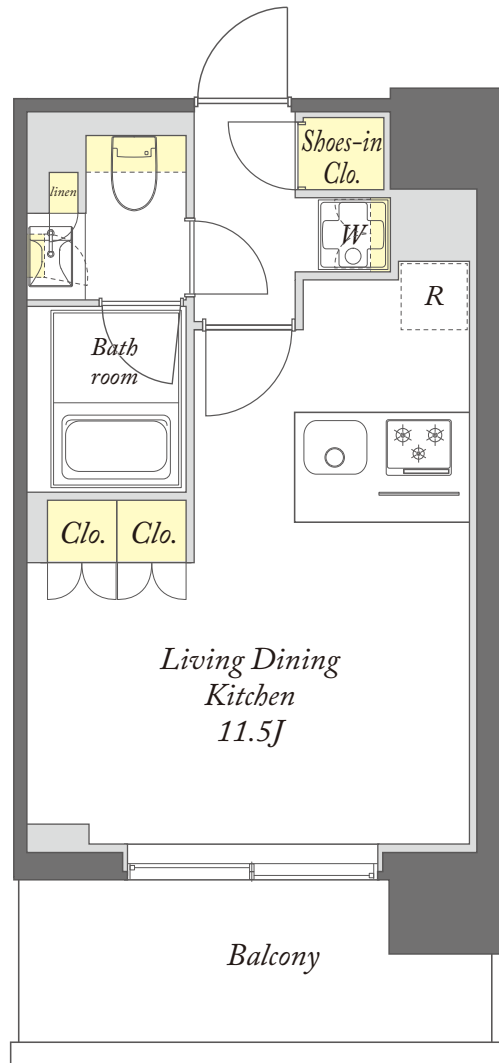 Shoes-in
Clo.
linen
W
R
Bath
room
Clo.
Clo.
Living Dining
Kitchen
11.5J
Balcony